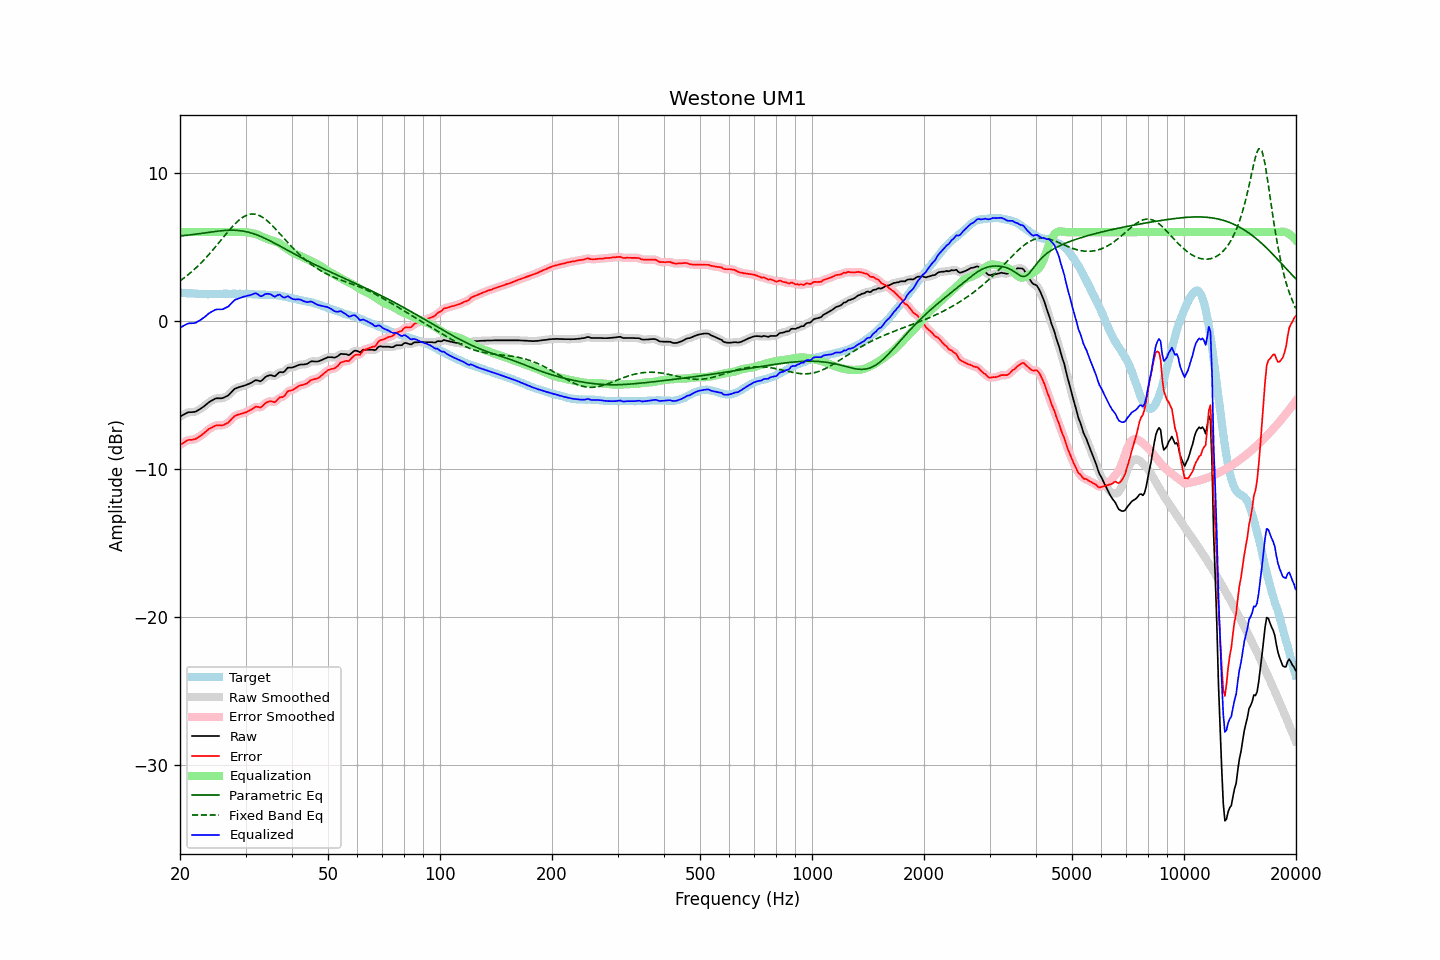 Westone UM1
Amplitude (dBr)
10
0
−10
−20
−30
Target
Raw Smoothed
Error Smoothed
Raw
Error
Equalization
Parametric Eq
Fixed Band Eq
Equalized
20 50 100 200 500 1000 2000 5000 10000 20000
Frequency (Hz)